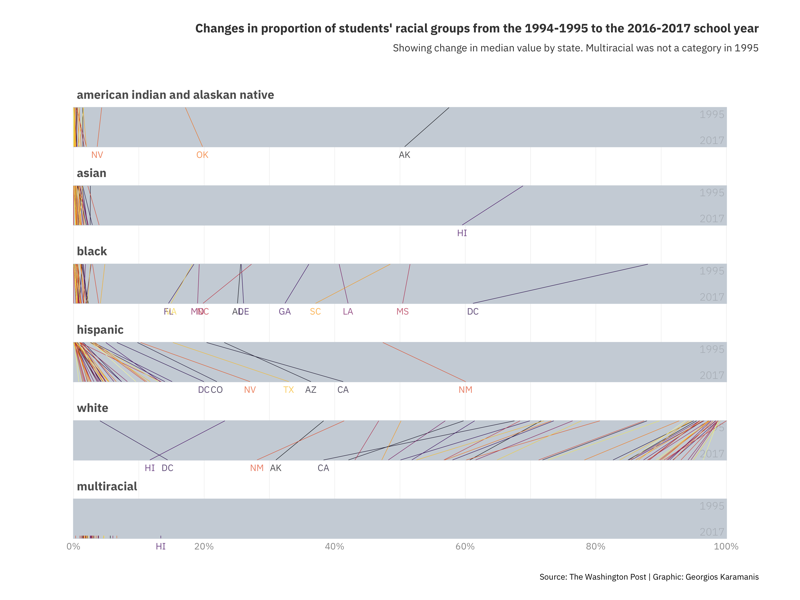 Changes in proportion of students' racial groups from the 1994-1995 to the 2016-2017 school year
Showing change in median value by state. Multiracial was not a category in 1995
american indian and alaskan native
1995
2017
NV OK AK
asian
1995
2017
HI
black
1995
2017
FL GA SC LA MS DC
hispanic
1995
2017
DC CO NV TX AZ CA NM
white
2017
HI DC NM AK CA
multiracial
1995
2017
0% HI 20% 40% 60% 80% 100%
Source: The Washington Post | Graphic: Georgios Karamanis